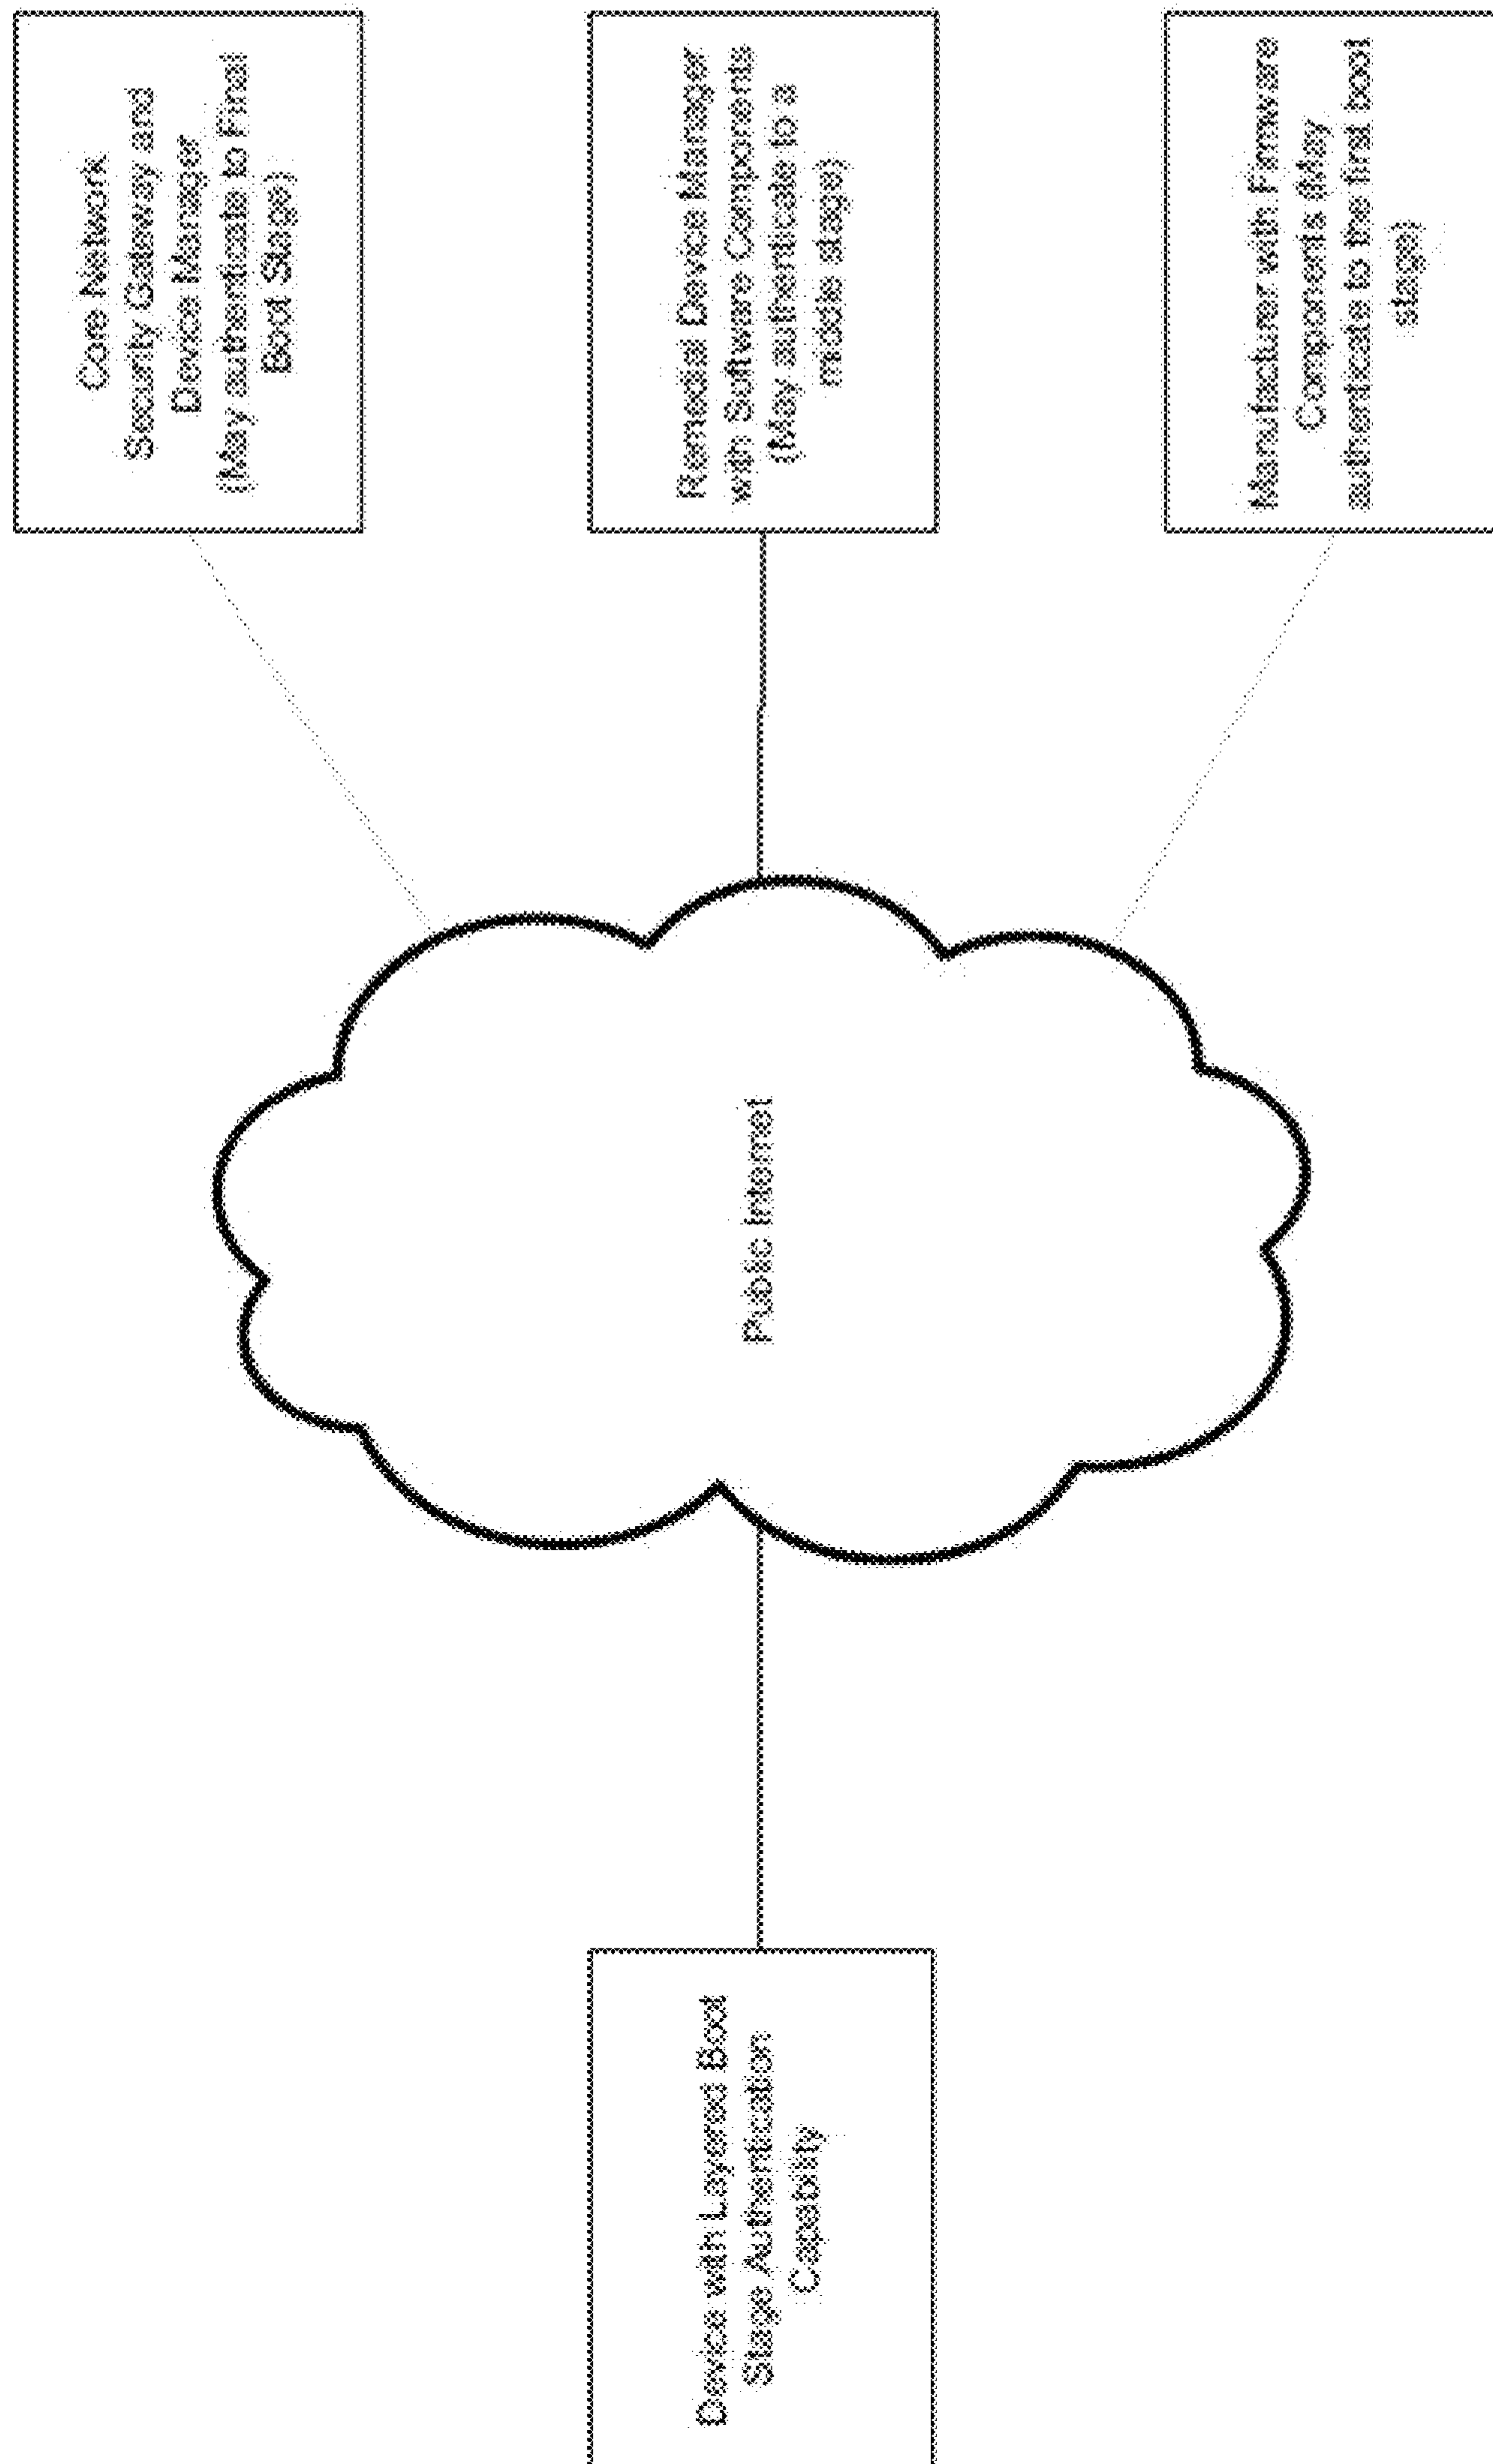 Core Network
Security Gateway and
Device Manager
(May authenticate to Final
Boot Stage)
Remedial Device Manager
with Software Components
(May authenticate to a
middle stage)
Manufacturer with Firmware
Components (May
authenticate to the first boot
stage)
Public Internet
Device with Layered Boot
Stage Authentication
Capability